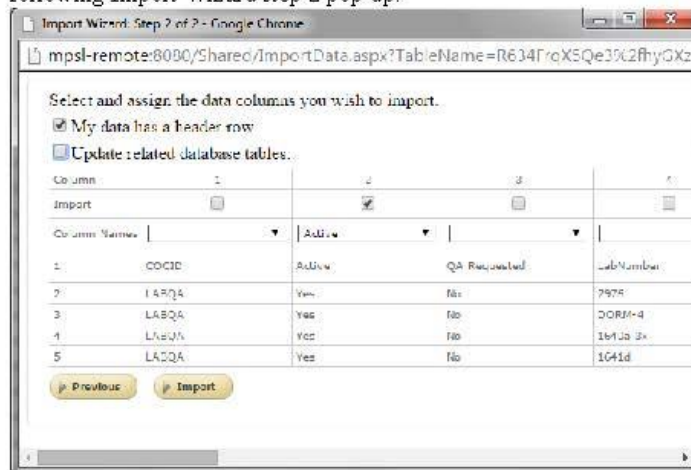 following Import Wizard step 2 pop-up.
Import Wizard: Step 2 of 2 - Google Chrome
mpsl-remote:8080/Shared/ImportData.aspx?TableName=R634FrqX5Qe3%2fhyGXz
Select and assign the data columns you wish to import.
My data has a header row
Update related database tables.
Column 1 2 3 4
Import
Column Names Active
1 COCID Active QA Requested LabNumber
2 LABQA Yes No 2976
3 LABQA Yes No DORM-4
4 LABQA Yes No
5 LABQA Yes No 1641d
Previous Import